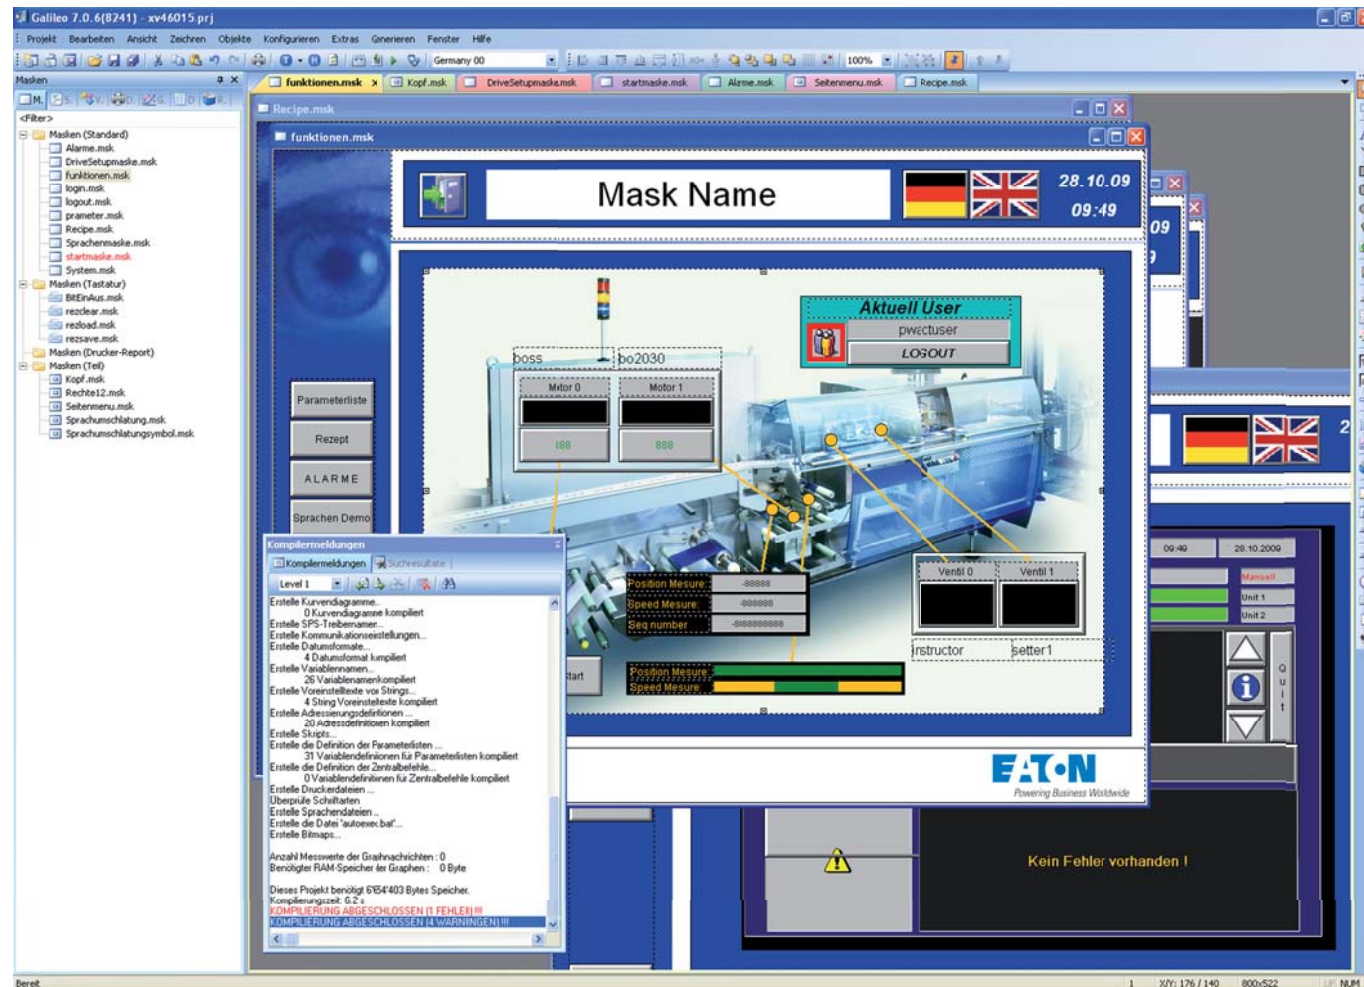 Galileo 7.0.6(8241) - xv46015.prj
Projekt Bearbeiten Ansicht Zeichnen Objekte Konfigurieren Extras Generieren Fenster Hilfe
Germany 00
100%
Masken
funktionen.msk
Kopf.msk
DriveSetupmaske.msk
startmaske.msk
Alarme.msk
Seitenmenu.msk
Recipe.msk
<Filter>
Masken (Standard)
Alarme.msk
DriveSetupmaske.msk
funktionen.msk
login.msk
logout.msk
prameter.msk
Recipe.msk
Sprachenmaske.msk
startmaske.msk
System.msk
Masken (Tastatur)
BitEinAus.msk
rezclear.msk
rezload.msk
rezsave.msk
Masken (Drucker-Report)
Masken (Teil)
Kopf.msk
Rechte12.msk
Seitenmenu.msk
Sprachumschlatung.msk
Sprachumschlatungsymbol.msk
Recipe.msk
funktionen.msk
Mask Name
28.10.09
09:49
Aktuell User
pwactuser
LOGOUT
boss
bo2030
Motor 0
Motor 1
888
Parameterliste
Rezept
ALARME
Sprachen Demo
Position Mesure:
-88888
Speed Mesure:
-888888
Seq number
-8888888888
Ventil 0
Ventil 1
instructor
setter1
Position Mesure:
Speed Mesure:
EATON
Powering Business Worldwide
Kompilermeldungen
Kompilermeldungen
Suchresultate
Level 1
Erstelle Kurvendiagramme...
0 Kurvendiagramme kompiliert
Erstelle SPS-Treibernamen...
Erstelle Kommunikationseinstellungen...
Erstelle Datumsformate...
4 Datumsformat kompiliert
Erstelle Variablennamen...
26 Variablennamen kompiliert
Erstelle Voreinstelltexte von Strings...
4 String Voreinstelltexte kompiliert
Erstelle Adressierungsdefinitionen ...
20 Adressdefinitionen kompiliert
Erstelle Skripts...
Erstelle die Definition der Parameterlisten ...
31 Variablendefinitionen für Parameterlisten kompiliert
Erstelle die Definition der Zentralbefehle...
0 Variablendefinitionen für Zentralbefehle kompiliert
Erstelle Druckerdateien ...
Überprüfe Schriftarten
Erstelle Sprachendateien ..
Erstelle die Datei 'autoexec.bat'...
Erstelle Bitmaps...
Anzahl Messwerte der Graphnachrichten : 0
Benötigter RAM-Speicher der Graphen : 0 Byte
Dieses Projekt benötigt 6'654'403 Bytes Speicher.
Kompilierungszeit: 6.2 s
KOMPILIERUNG ABGESCHLOSSEN (1 FEHLER) !!!
KOMPILIERUNG ABGESCHLOSSEN (4 WARNINGEN) !!!
09
2
09:49
28.10.2009
Manuell
Unit 1
Unit 2
Quit
Kein Fehler vorhanden !
Bereit
1
X/Y: 176 / 140
800x522
NUM